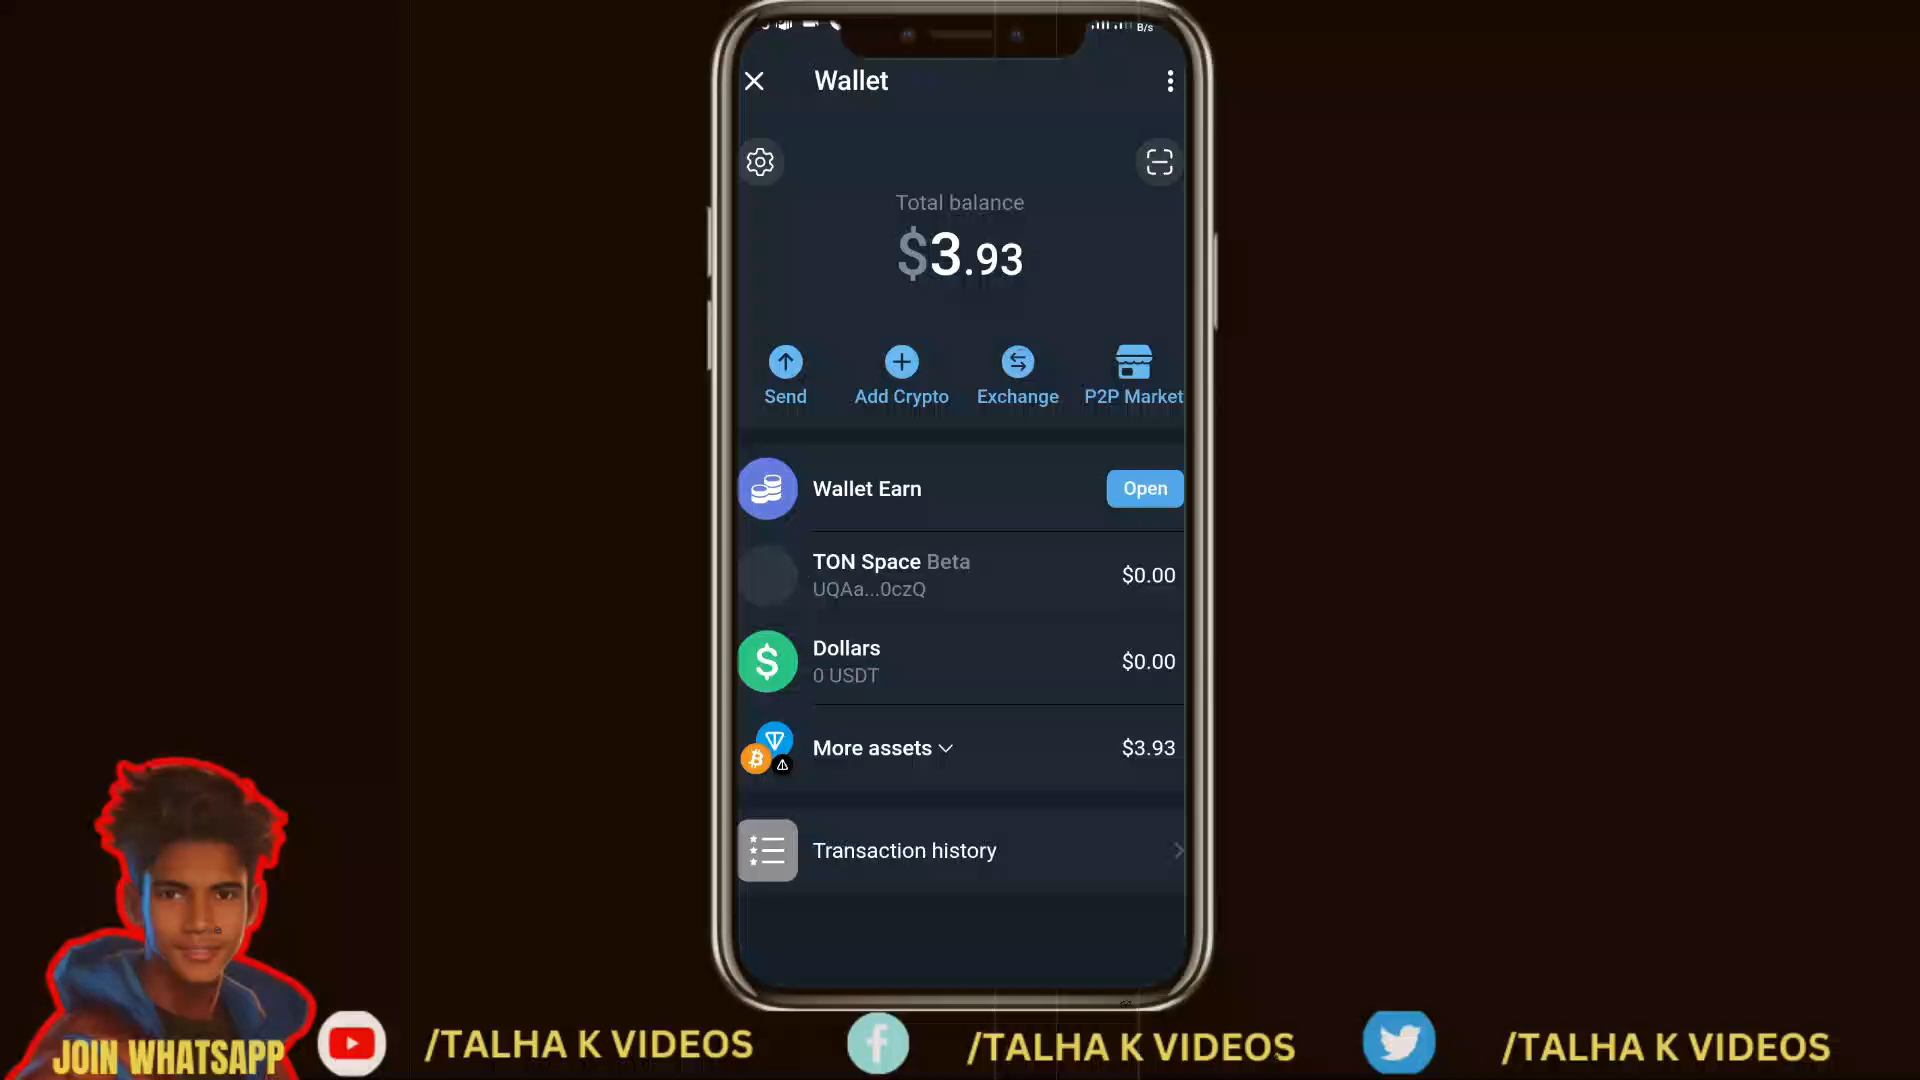 B/s
Wallet
Total balance
$3.93
Send
Add Crypto
Exchange
P2P Market
Wallet Earn
Open
TON Space Beta
$0.00
UQAa...0czQ
Dollars
$0.00
0 USDT
More assets
$3.93
Transaction history
JOIN WHATSAPP
/TALHA K VIDEOS
/TALHA K VIDEOS
/TALHA K VIDEOS